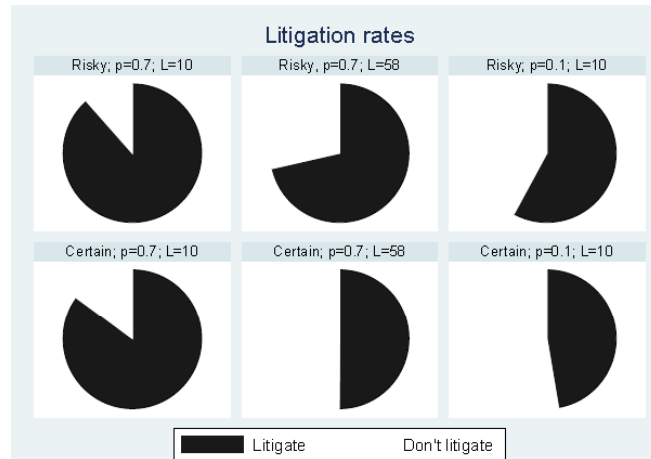 Litigation rates
Risky; p=0.7; L=10
Risky, p=0.7; L=58
Risky; p=0.1; L=10
Certain; p=0.7; L=10
Certain; p=0.7; L=58
Certain; p=0.1; L=10
Litigate
Don't litigate